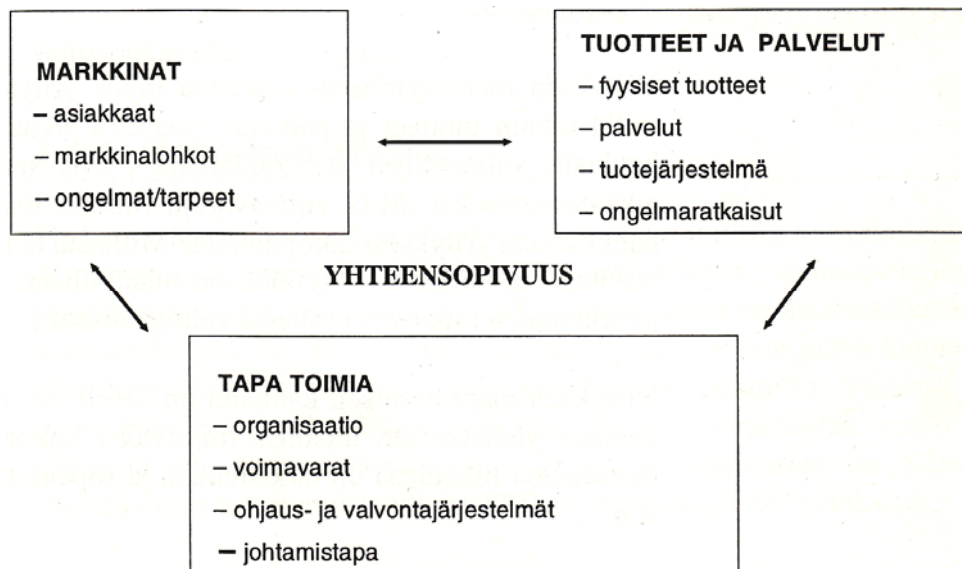 MARKKINAT
– asiakkaat
– markkinalohkot
– ongelmat/tarpeet
TUOTTEET JA PALVELUT
– fyysiset tuotteet
– palvelut
– tuotejärjestelmä
– ongelmaratkaisut
YHTEENSOPIVUUS
TAPA TOIMIA
– organisaatio
– voimavarat
– ohjaus- ja valvontajärjestelmät
– johtamistapa